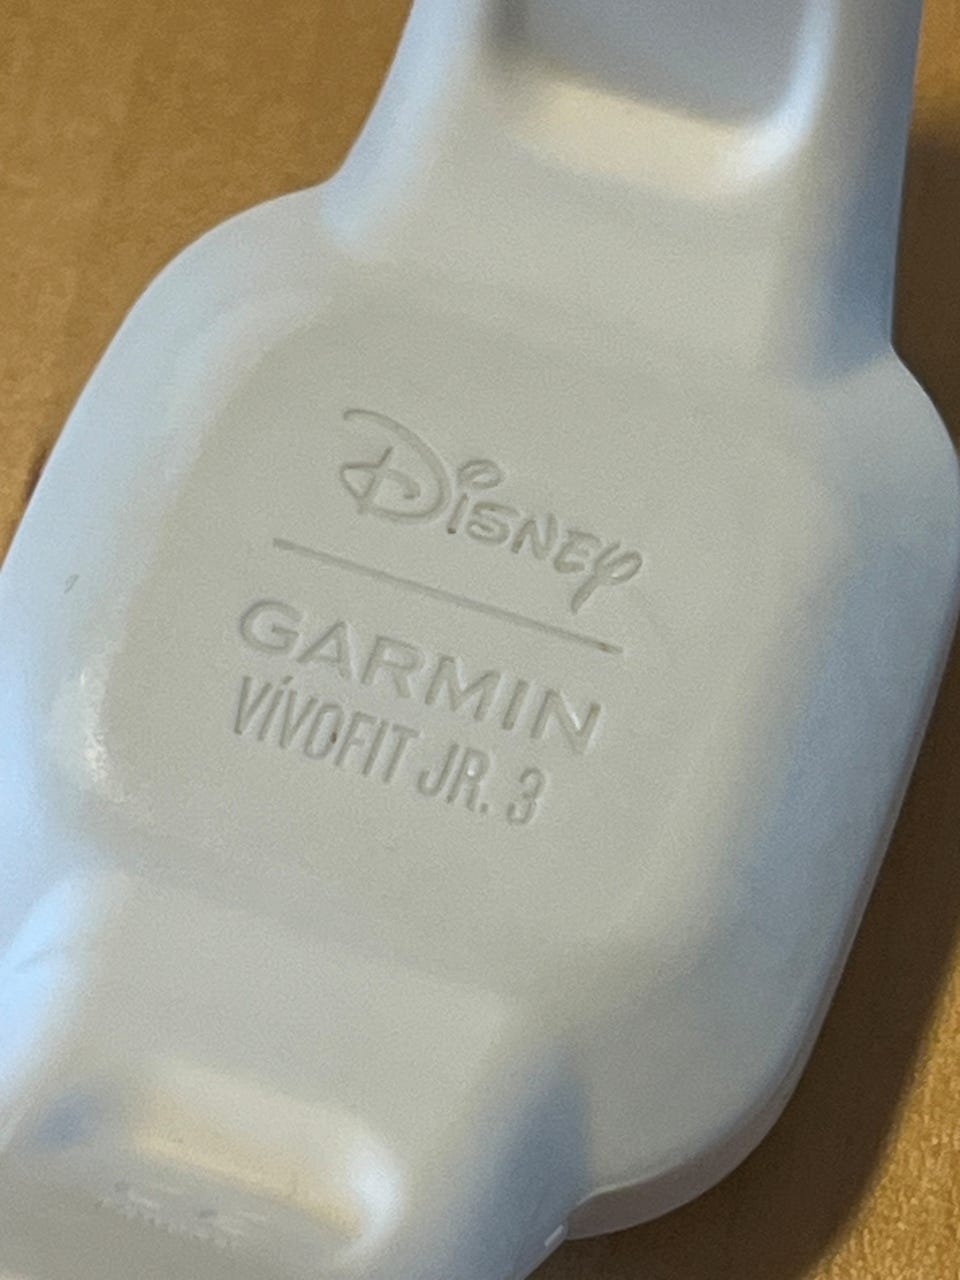 Disney
GARMIN
VÍVOFIT JR. 3